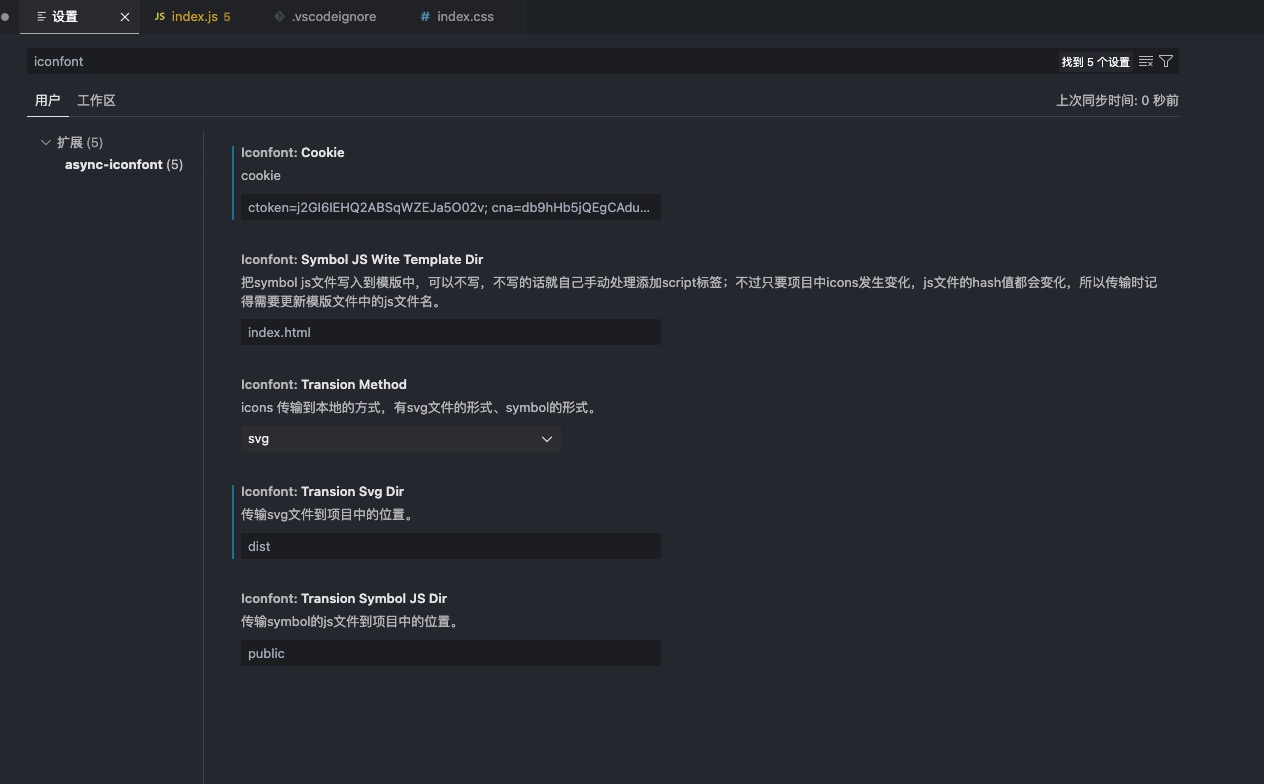 设置
JS index.js 5
.vscodeignore
# index.css
iconfont
找到 5 个设置
用户 工作区
上次同步时间: 0 秒前
扩展 (5)
async-iconfont (5)
Iconfont: Cookie
cookie
ctoken=j2Gl6lEHQ2ABSqWZEJa5O02v; cna=db9hHb5jQEgCAdu...
Iconfont: Symbol JS Wite Template Dir
把symbol js文件写入到模版中，可以不写，不写的话就自己手动处理添加script标签；不过只要项目中icons发生变化，js文件的hash值都会变化，所以传输时记
得需要更新模版文件中的js文件名。
index.html
Iconfont: Transion Method
icons 传输到本地的方式，有svg文件的形式、symbol的形式。
svg
Iconfont: Transion Svg Dir
传输svg文件到项目中的位置。
dist
Iconfont: Transion Symbol JS Dir
传输symbol的js文件到项目中的位置。
public